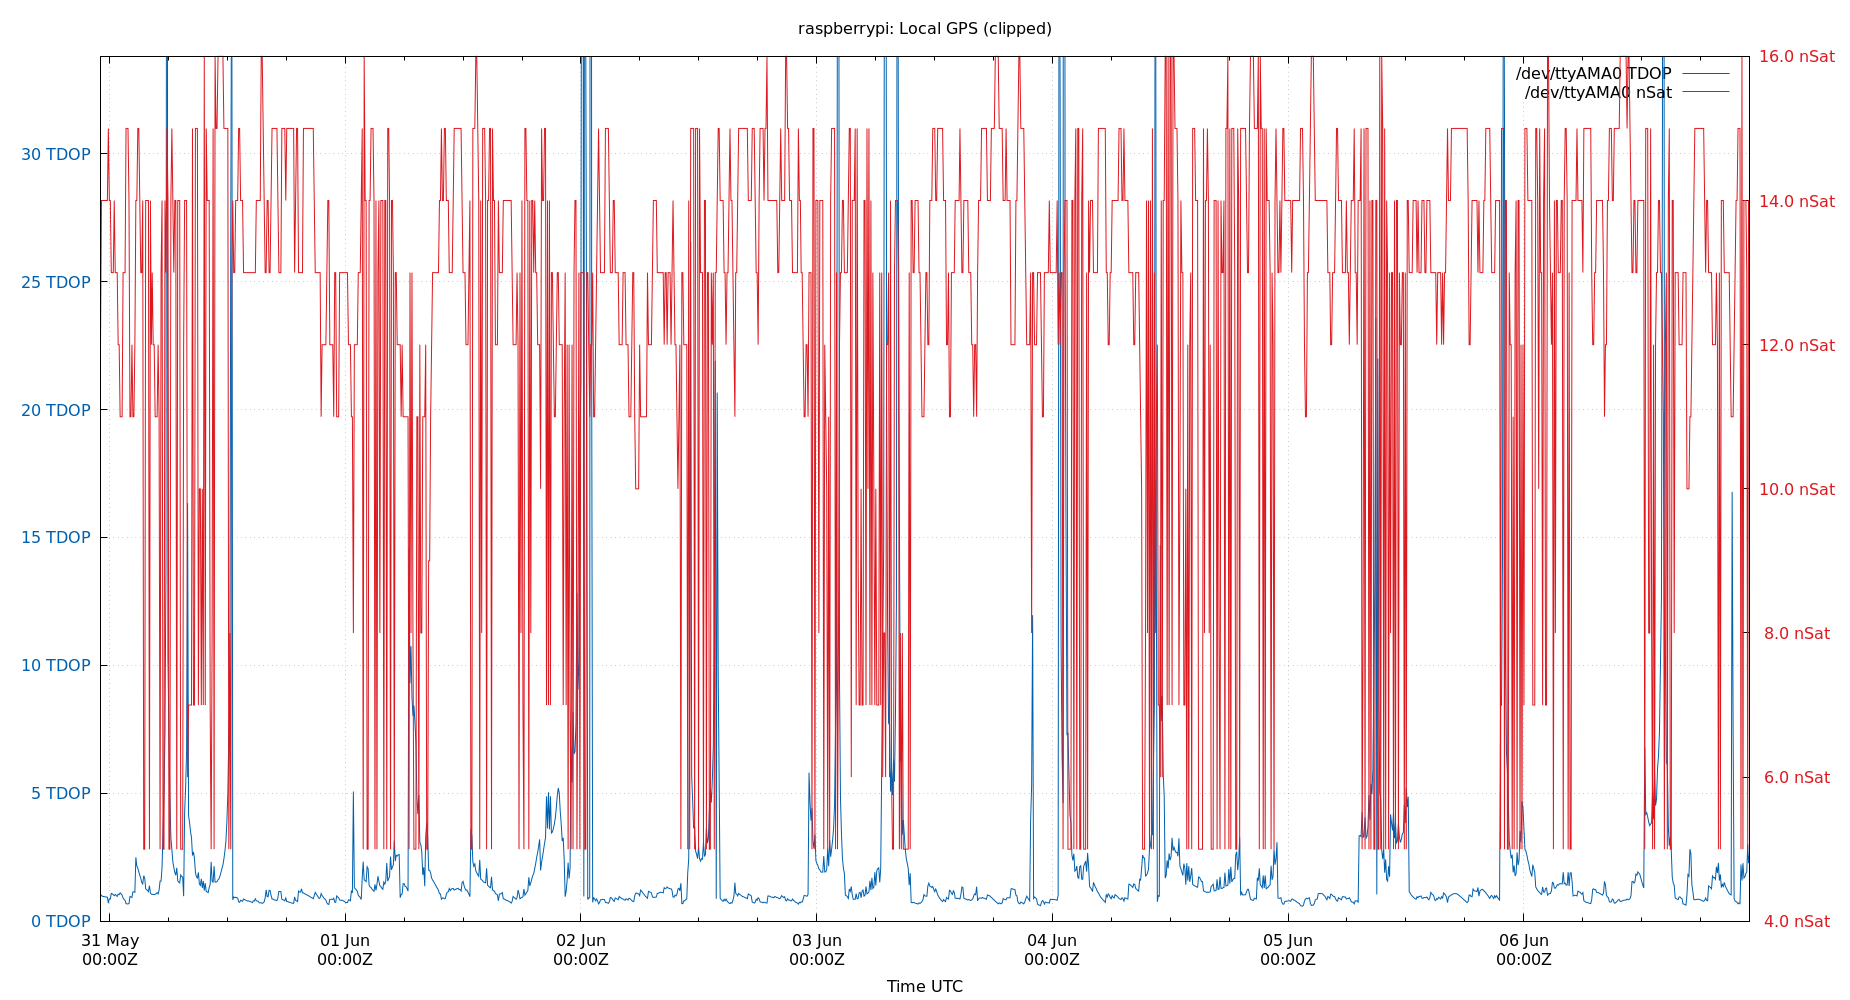 raspberrypi: Local GPS (clipped)
/dev/ttyAMA0 TDOP
/dev/ttyAMA0 nSat
30 TDOP
25 TDOP
20 TDOP
15 TDOP
10 TDOP
5 TDOP
0 TDOP
16.0 nSat
14.0 nSat
12.0 nSat
10.0 nSat
8.0 nSat
6.0 nSat
4.0 nSat
31 May 01 Jun 02 Jun 03 Jun 04 Jun 05 Jun 06 Jun
00:00Z 00:00Z 00:00Z 00:00Z 00:00Z 00:00Z 00:00Z
Time UTC